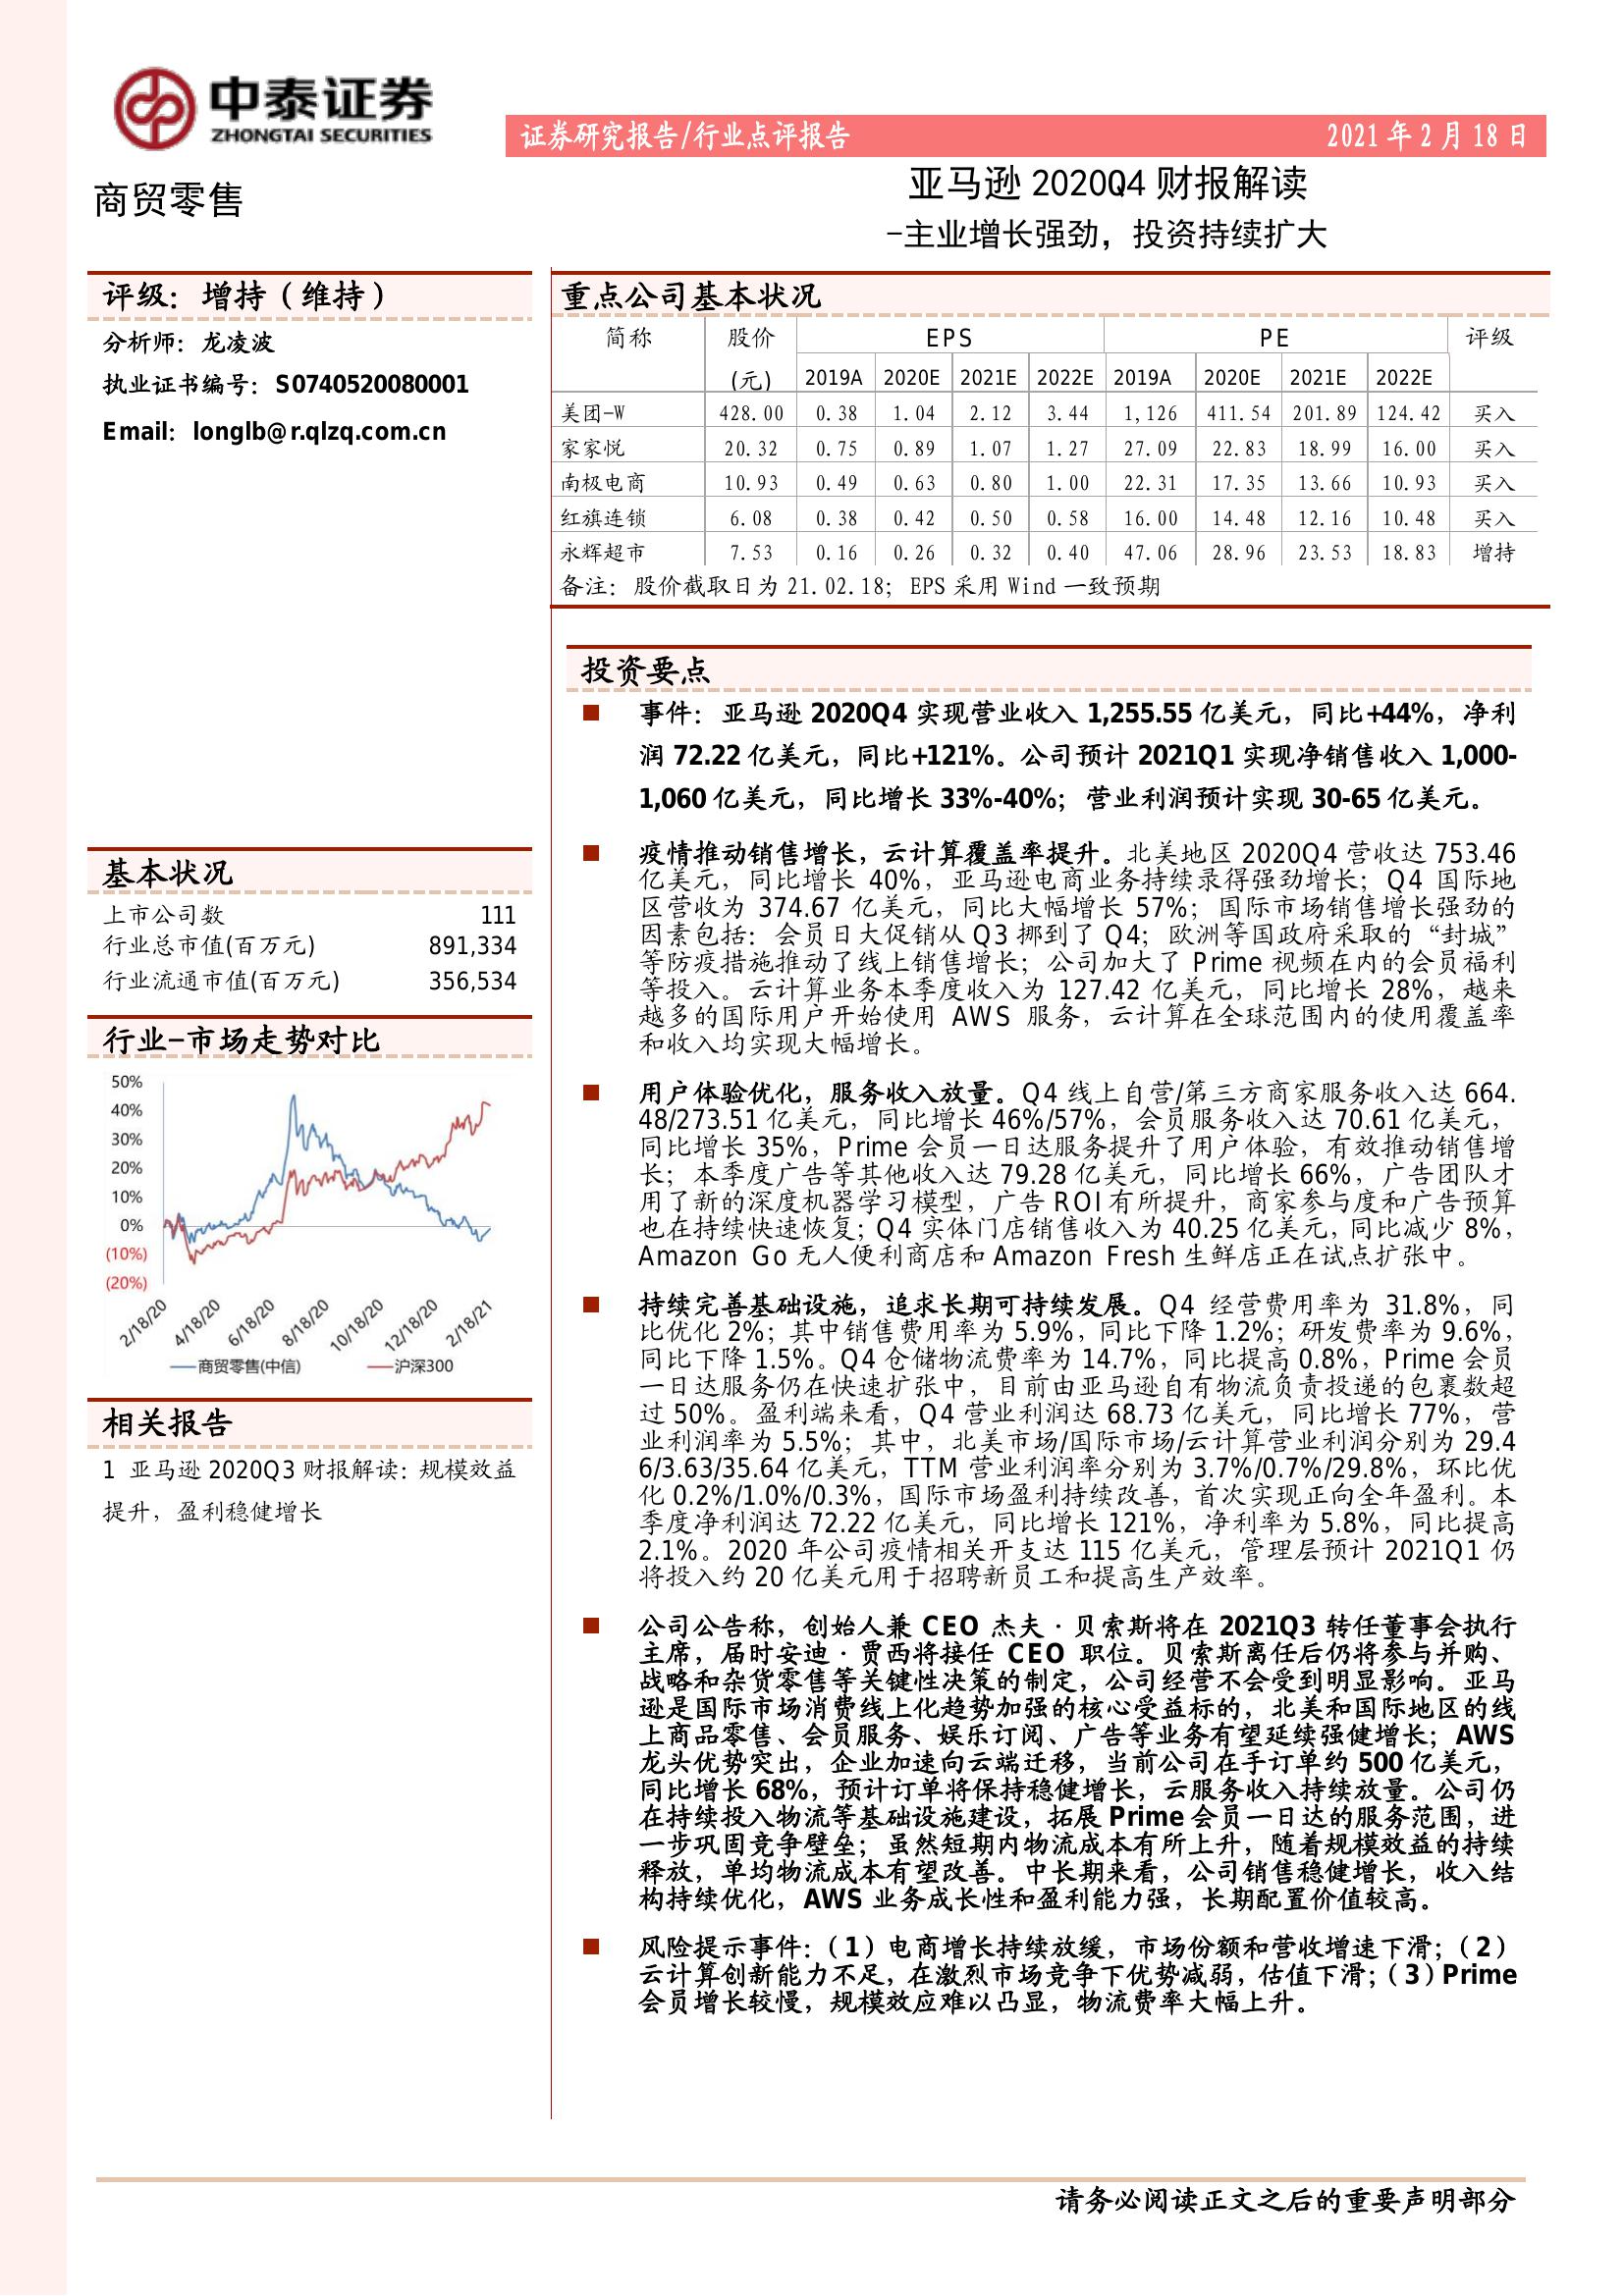 中泰证券
ZHONGTAI SECURITIES
证券研究报告/行业点评报告
2021 年 2 月 18 日
商贸零售
亚马逊 2020Q4 财报解读
-主业增长强劲，投资持续扩大
评级：增持（维持）
分析师：龙凌波
执业证书编号：S0740520080001
Email：longlb@r.qlzq.com.cn
基本状况
上市公司数 111
行业总市值(百万元) 891,334
行业流通市值(百万元) 356,534
行业-市场走势对比
50%
40%
30%
20%
10%
0%
(10%)
(20%)
2/18/20 4/18/20 6/18/20 8/18/20 10/18/20 12/18/20 2/18/21
商贸零售(中信) 沪深300
相关报告
1 亚马逊 2020Q3 财报解读：规模效益
提升，盈利稳健增长
重点公司基本状况
简称 股价 EPS PE 评级
(元) 2019A 2020E 2021E 2022E 2019A 2020E 2021E 2022E
美团-W 428.00 0.38 1.04 2.12 3.44 1,126 411.54 201.89 124.42 买入
家家悦 20.32 0.75 0.89 1.07 1.27 27.09 22.83 18.99 16.00 买入
南极电商 10.93 0.49 0.63 0.80 1.00 22.31 17.35 13.66 10.93 买入
红旗连锁 6.08 0.38 0.42 0.50 0.58 16.00 14.48 12.16 10.48 买入
永辉超市 7.53 0.16 0.26 0.32 0.40 47.06 28.96 23.53 18.83 增持
备注：股价截取日为 21.02.18；EPS 采用 Wind 一致预期
投资要点
事件：亚马逊 2020Q4 实现营业收入 1,255.55 亿美元，同比+44%，净利
润 72.22 亿美元，同比+121%。公司预计 2021Q1 实现净销售收入 1,000-
1,060 亿美元，同比增长 33%-40%；营业利润预计实现 30-65 亿美元。
疫情推动销售增长，云计算覆盖率提升。北美地区 2020Q4 营收达 753.46
亿美元，同比增长 40%，亚马逊电商业务持续录得强劲增长；Q4 国际地
区营收为 374.67 亿美元，同比大幅增长 57%；国际市场销售增长强劲的
因素包括：会员日大促销从 Q3 挪到了 Q4；欧洲等国政府采取的“封城”
等防疫措施推动了线上销售增长；公司加大了 Prime 视频在内的会员福利
等投入。云计算业务本季度收入为 127.42 亿美元，同比增长 28%，越来
越多的国际用户开始使用 AWS 服务，云计算在全球范围内的使用覆盖率
和收入均实现大幅增长。
用户体验优化，服务收入放量。Q4 线上自营/第三方商家服务收入达 664.
48/273.51 亿美元，同比增长 46%/57%，会员服务收入达 70.61 亿美元，
同比增长 35%，Prime 会员一日达服务提升了用户体验，有效推动销售增
长；本季度广告等其他收入达 79.28 亿美元，同比增长 66%，广告团队才
用了新的深度机器学习模型，广告 ROI 有所提升，商家参与度和广告预算
也在持续快速恢复；Q4 实体门店销售收入为 40.25 亿美元，同比减少 8%，
Amazon Go 无人便利商店和 Amazon Fresh 生鲜店正在试点扩张中。
持续完善基础设施，追求长期可持续发展。Q4 经营费用率为 31.8%，同
比优化 2%；其中销售费用率为 5.9%，同比下降 1.2%；研发费率为 9.6%，
同比下降 1.5%。Q4 仓储物流费率为 14.7%，同比提高 0.8%，Prime 会员
一日达服务仍在快速扩张中，目前由亚马逊自有物流负责投递的包裹数超
过 50%。盈利端来看，Q4 营业利润达 68.73 亿美元，同比增长 77%，营
业利润率为 5.5%；其中，北美市场/国际市场/云计算营业利润分别为 29.4
6/3.63/35.64 亿美元，TTM 营业利润率分别为 3.7%/0.7%/29.8%，环比优
化 0.2%/1.0%/0.3%，国际市场盈利持续改善，首次实现正向全年盈利。本
季度净利润达 72.22 亿美元，同比增长 121%，净利率为 5.8%，同比提高
2.1%。2020 年公司疫情相关开支达 115 亿美元，管理层预计 2021Q1 仍
将投入约 20 亿美元用于招聘新员工和提高生产效率。
公司公告称，创始人兼 CEO 杰夫·贝索斯将在 2021Q3 转任董事会执行
主席，届时安迪·贾西将接任 CEO 职位。贝索斯离任后仍将参与并购、
战略和杂货零售等关键性决策的制定，公司经营不会受到明显影响。亚马
逊是国际市场消费线上化趋势加强的核心受益标的，北美和国际地区的线
上商品零售、会员服务、娱乐订阅、广告等业务有望延续强健增长；AWS
龙头优势突出，企业加速向云端迁移，当前公司在手订单约 500 亿美元，
同比增长 68%，预计订单将保持稳健增长，云服务收入持续放量。公司仍
在持续投入物流等基础设施建设，拓展 Prime 会员一日达的服务范围，进
一步巩固竞争壁垒；虽然短期内物流成本有所上升，随着规模效益的持续
释放，单均物流成本有望改善。中长期来看，公司销售稳健增长，收入结
构持续优化，AWS 业务成长性和盈利能力强，长期配置价值较高。
风险提示事件：（1）电商增长持续放缓，市场份额和营收增速下滑；（2）
云计算创新能力不足，在激烈市场竞争下优势减弱，估值下滑；（3）Prime
会员增长较慢，规模效应难以凸显，物流费率大幅上升。
请务必阅读正文之后的重要声明部分